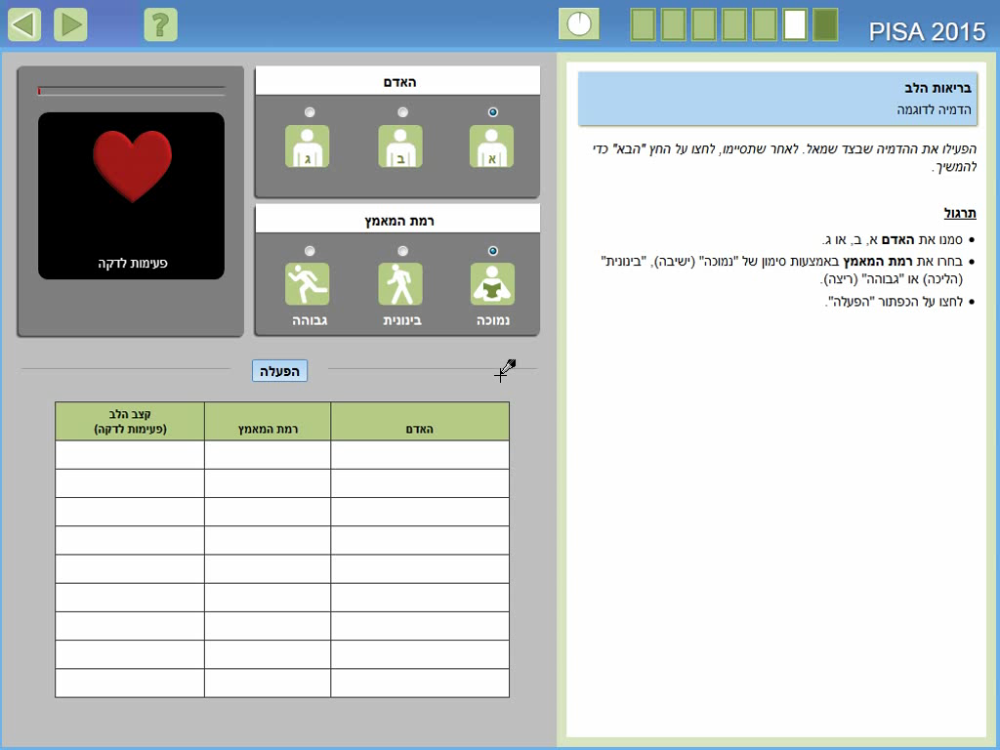 PISA 2015
?
בריאות הלב
הדמיה לדוגמה
הפעילו את ההדמיה שבצד שמאל. לאחר שתסיימו, לחצו על החץ "הבא" כדי
להמשיך.
תרגול
• סמנו את האדם א, ב, או ג.
• בחרו את רמת המאמץ באמצעות סימון של "נמוכה" (ישיבה), "בינונית"
(הליכה) או "גבוהה" (ריצה).
• לחצו על הכפתור "הפעלה".
האדם
א ב ג
רמת המאמץ
נמוכה בינונית גבוהה
פעימות לדקה
הפעלה
האדם
רמת המאמץ
קצב הלב
(פעימות לדקה)